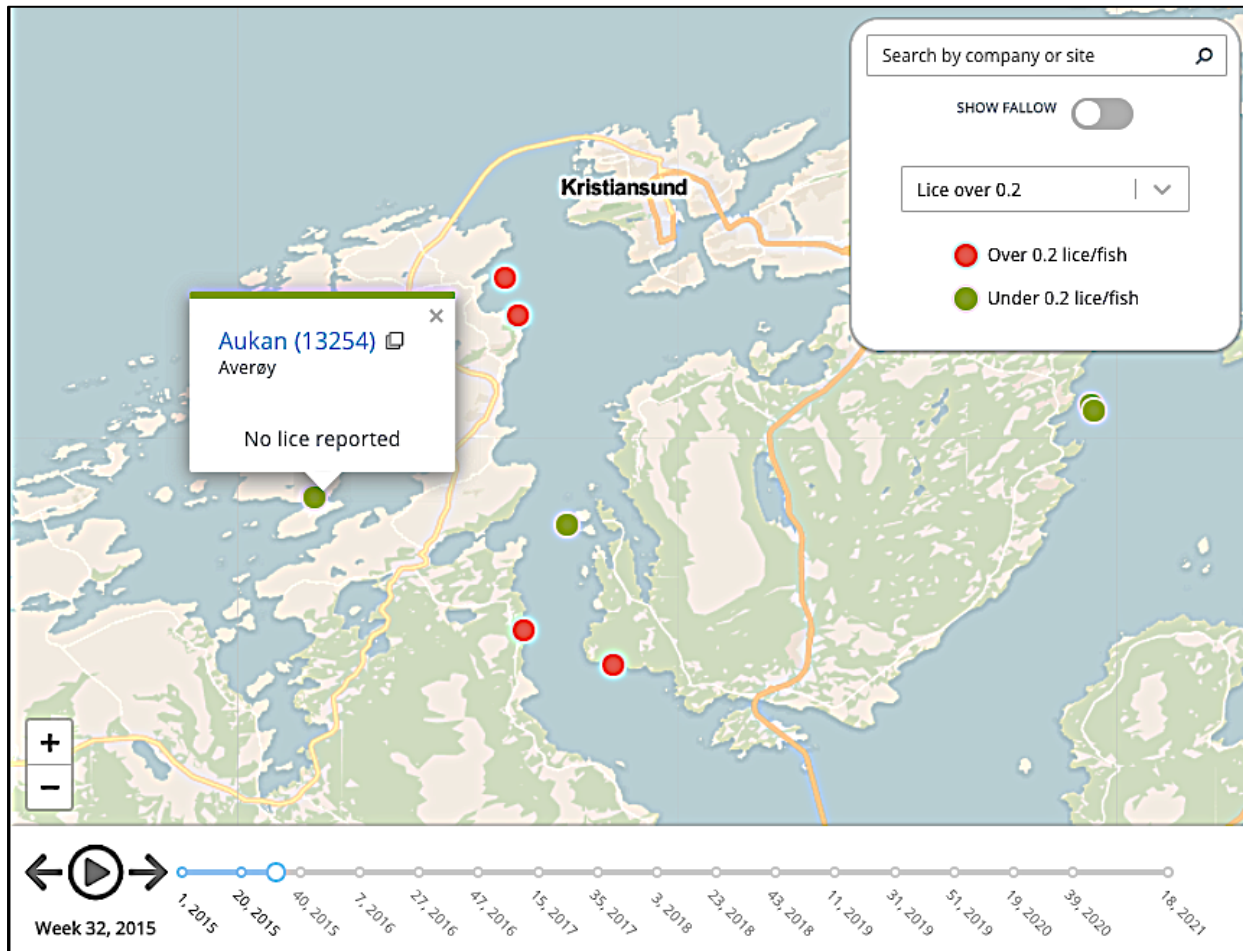 Search by company or site
SHOW FALLOW
Kristiansund
Lice over 0.2
Over 0.2 lice/fish
Under 0.2 lice/fish
Aukan (13254)
Averøy
No lice reported
+
−
Week 32, 2015
1, 2015
20, 2015
40, 2015
7, 2016
27, 2016
47, 2016
15, 2017
35, 2017
3, 2018
23, 2018
43, 2018
11, 2019
31, 2019
51, 2019
19, 2020
39, 2020
18, 2021